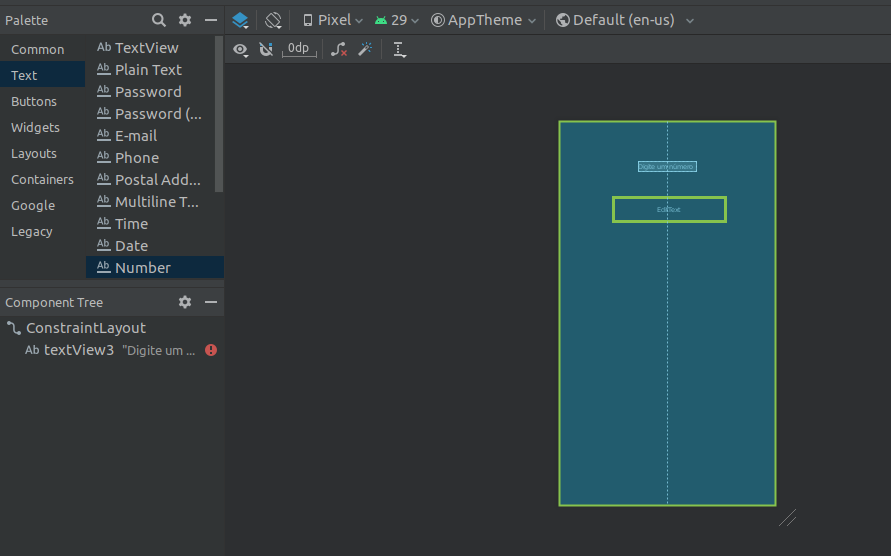 Palette
Pixel
29
AppTheme
Default (en-us)
0dp
Common
Text
Buttons
Widgets
Layouts
Containers
Google
Legacy
Ab TextView
Ab Plain Text
Ab Password
Ab Password (...
Ab E-mail
Ab Phone
Ab Postal Add...
Ab Multiline T...
Ab Time
Ab Date
Ab Number
Component Tree
ConstraintLayout
Ab textView3 "Digite um ...
Digite um número
EditText